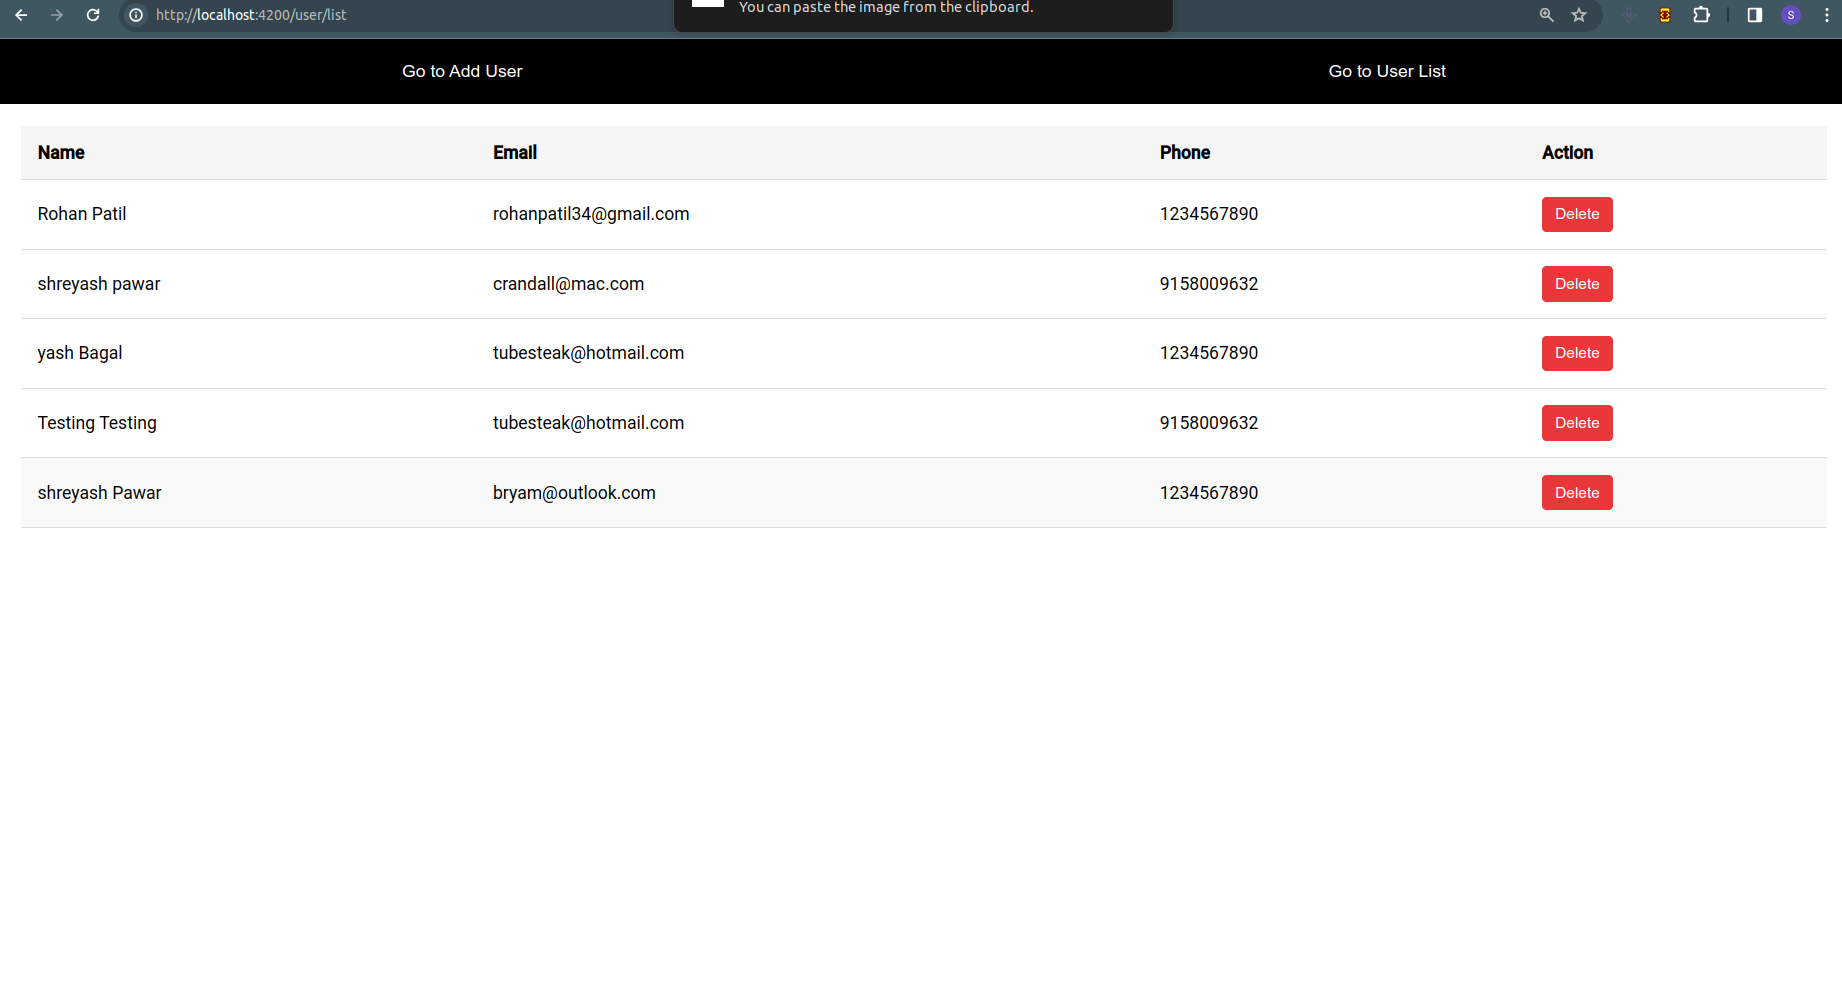 http://localhost:4200/user/list
You can paste the image from the clipboard.
S
Go to Add User Go to User List
Name Email Phone Action
Rohan Patil rohanpatil34@gmail.com 1234567890 Delete
shreyash pawar crandall@mac.com 9158009632 Delete
yash Bagal tubesteak@hotmail.com 1234567890 Delete
Testing Testing tubesteak@hotmail.com 9158009632 Delete
shreyash Pawar bryam@outlook.com 1234567890 Delete